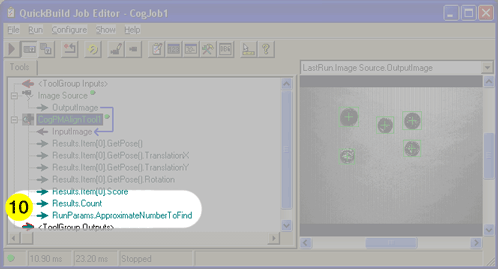 QuickBuild Job Editor - CogJob1
File Run Configure Show Help
Tools
LastRun.Image Source.OutputImage
<ToolGroup Inputs>
Image Source
OutputImage
CogPMAlignTool1
InputImage
Results.Item[0].GetPose()
Results.Item[0].GetPose().TranslationX
Results.Item[0].GetPose().TranslationY
Results.Item[0].GetPose().Rotation
Results.Item[0].Score
10
Results.Count
RunParams.ApproximateNumberToFind
<ToolGroup Outputs>
10.90 ms 23.20 ms Stopped